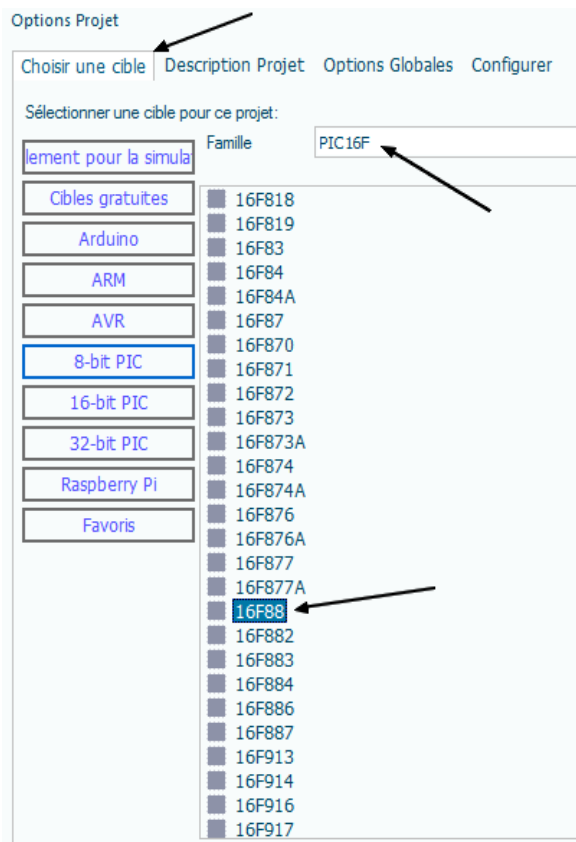 Options Projet
Choisir une cible Description Projet Options Globales Configurer
Sélectionner une cible pour ce projet:
Famille PIC16F
lement pour la simula
Cibles gratuites
Arduino
ARM
AVR
8-bit PIC
16-bit PIC
32-bit PIC
Raspberry Pi
Favoris
16F818
16F819
16F83
16F84
16F84A
16F87
16F870
16F871
16F872
16F873
16F873A
16F874
16F874A
16F876
16F876A
16F877
16F877A
16F88
16F882
16F883
16F884
16F886
16F887
16F913
16F914
16F916
16F917